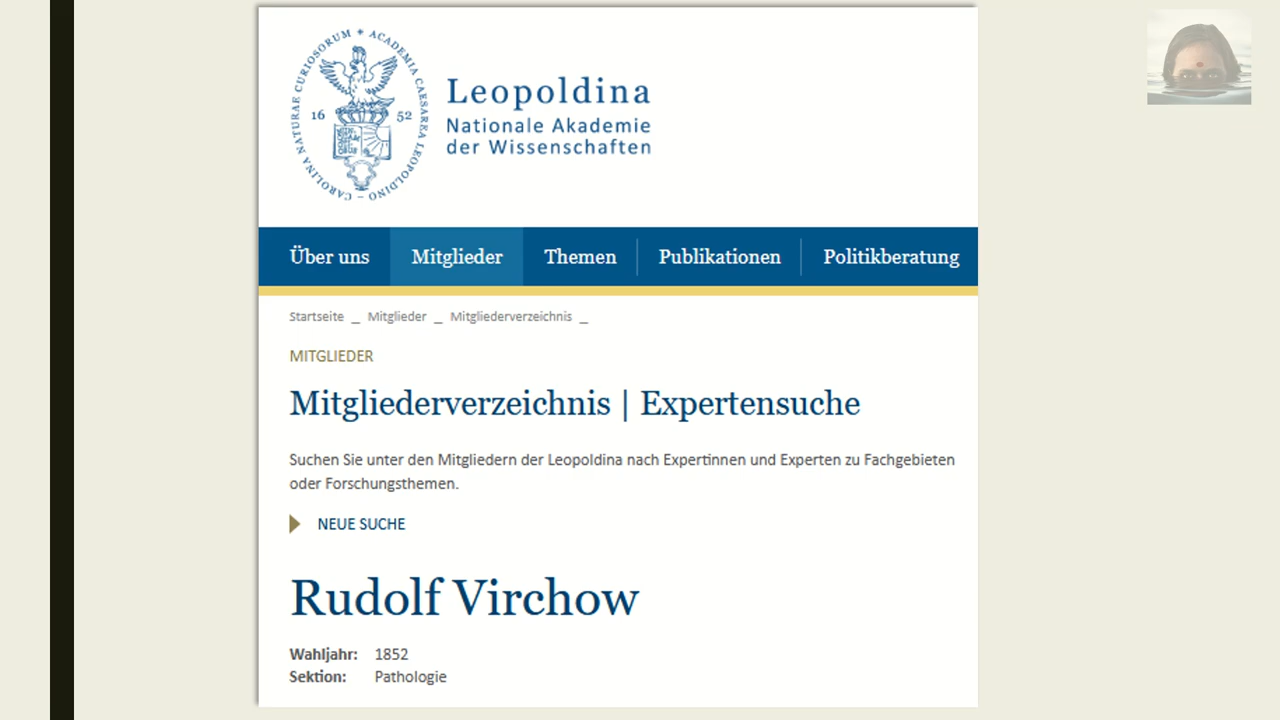 CAROLINA NATURAE CURIOSORUM * ACADEMIA CAESAREA LEOPOLDINO –
16 52
Leopoldina
Nationale Akademie
der Wissenschaften
Über uns Mitglieder Themen Publikationen Politikberatung
Startseite _ Mitglieder _ Mitgliederverzeichnis _
MITGLIEDER
Mitgliederverzeichnis | Expertensuche
Suchen Sie unter den Mitgliedern der Leopoldina nach Expertinnen und Experten zu Fachgebieten
oder Forschungsthemen.
NEUE SUCHE
Rudolf Virchow
Wahljahr: 1852
Sektion: Pathologie